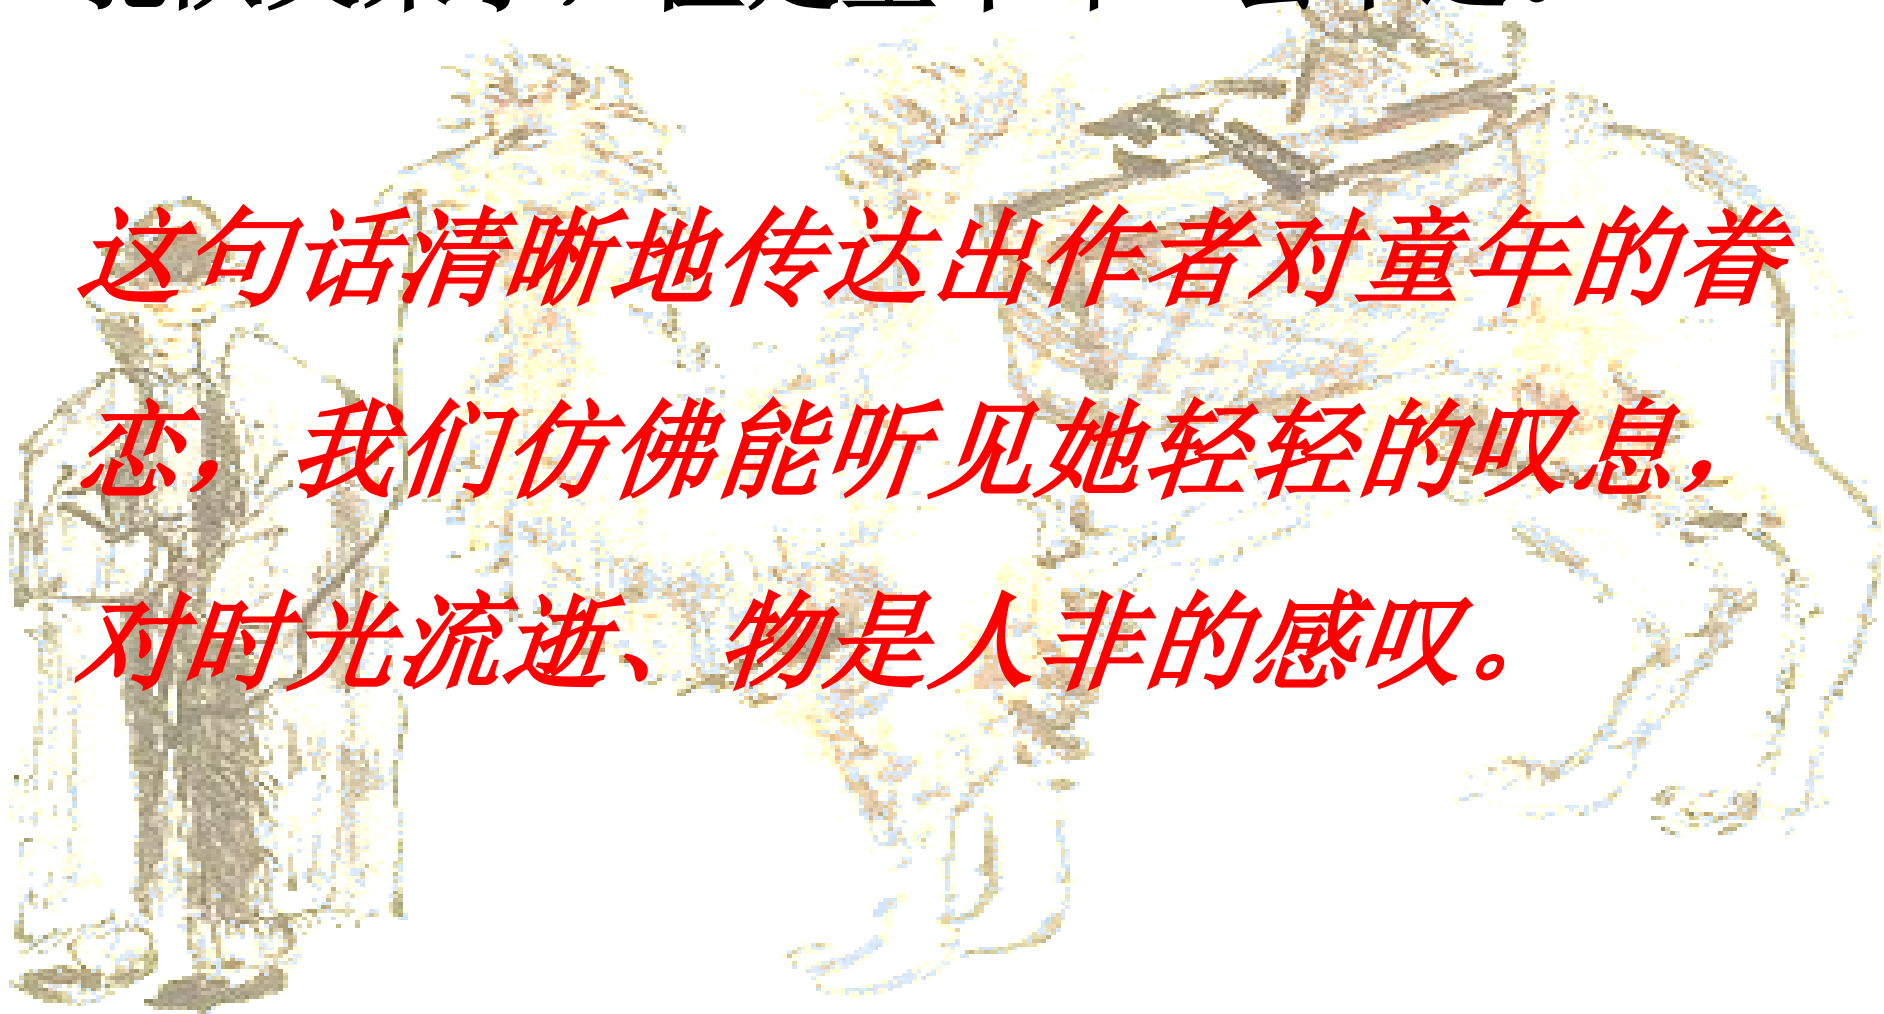 这句话清晰地传达出作者对童年的眷
恋，我们仿佛能听见她轻轻的叹息，
对时光流逝、物是人非的感叹。